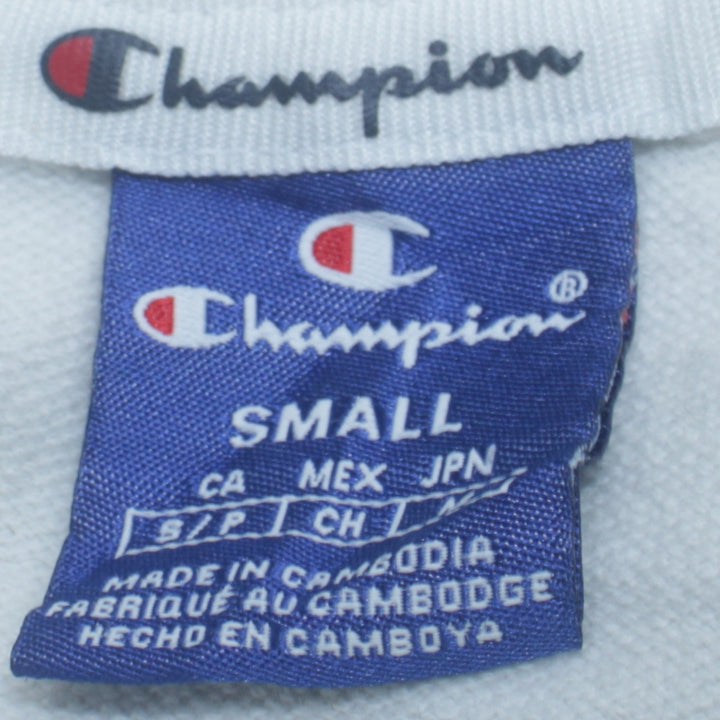 Champion
Champion®
SMALL
CA MEX JPN
S/P CH M
MADE IN CAMBODIA
FABRIQUÉ AU CAMBODGE
HECHO EN CAMBOYA